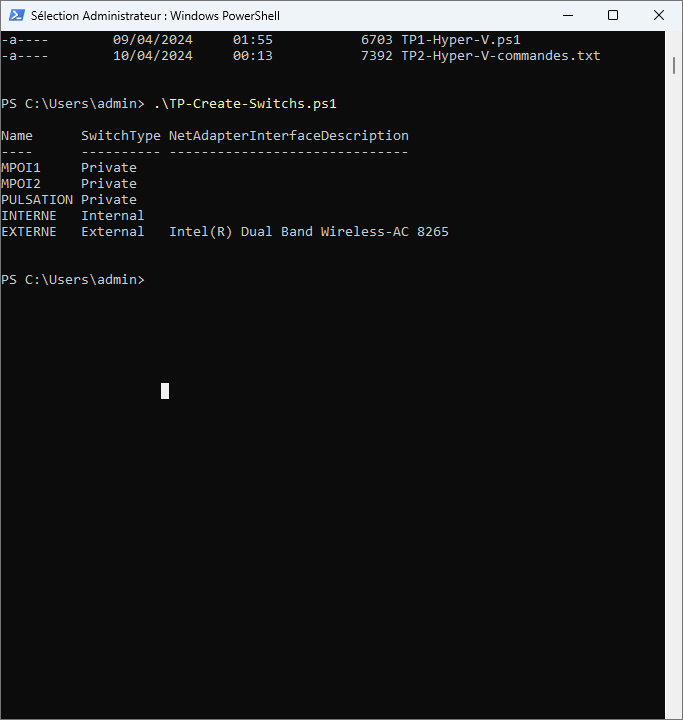 Sélection Administrateur : Windows PowerShell
-a----        09/04/2024     01:55           6703 TP1-Hyper-V.ps1
-a----        10/04/2024     00:13           7392 TP2-Hyper-V-commandes.txt
PS C:\Users\admin> .\TP-Create-Switchs.ps1
Name      SwitchType NetAdapterInterfaceDescription
----      ---------- ------------------------------
MPOI1     Private
MPOI2     Private
PULSATION Private
INTERNE   Internal
EXTERNE   External   Intel(R) Dual Band Wireless-AC 8265
PS C:\Users\admin>